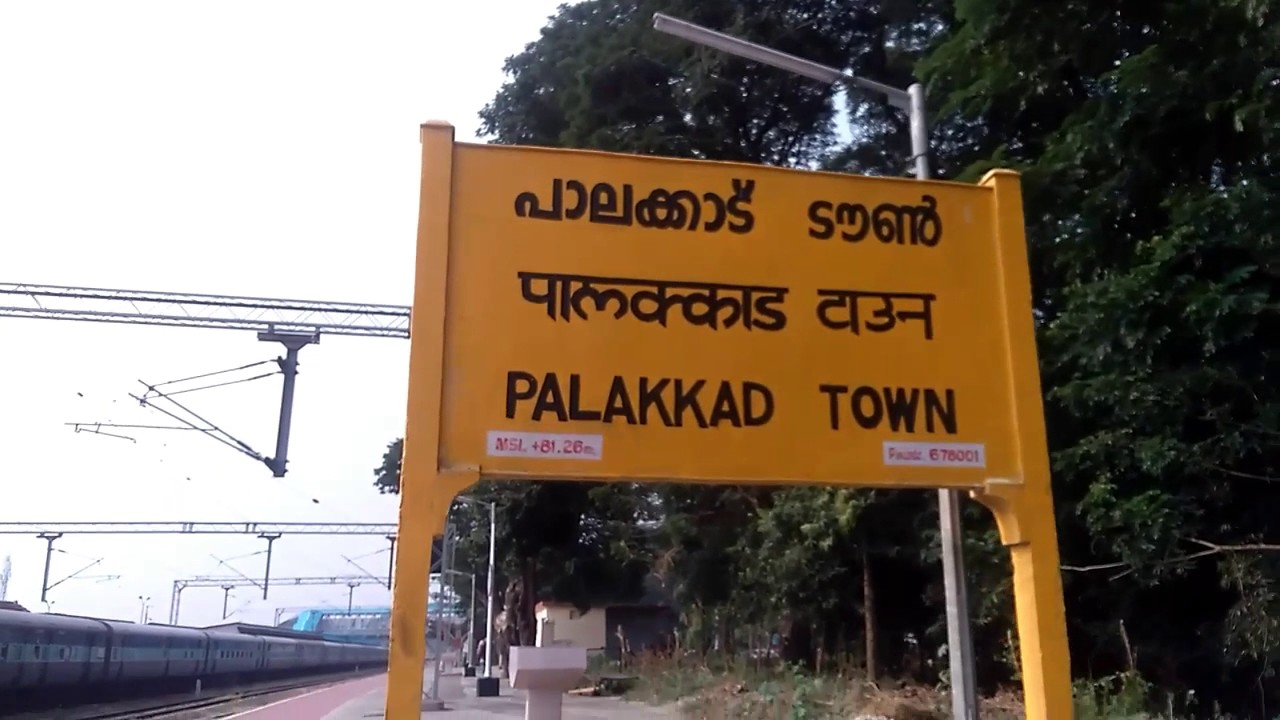 പാലക്കാട് ടൗൺ
पालक्काड टाउन
PALAKKAD TOWN
MSL +81.26m.
Pincode. 678001